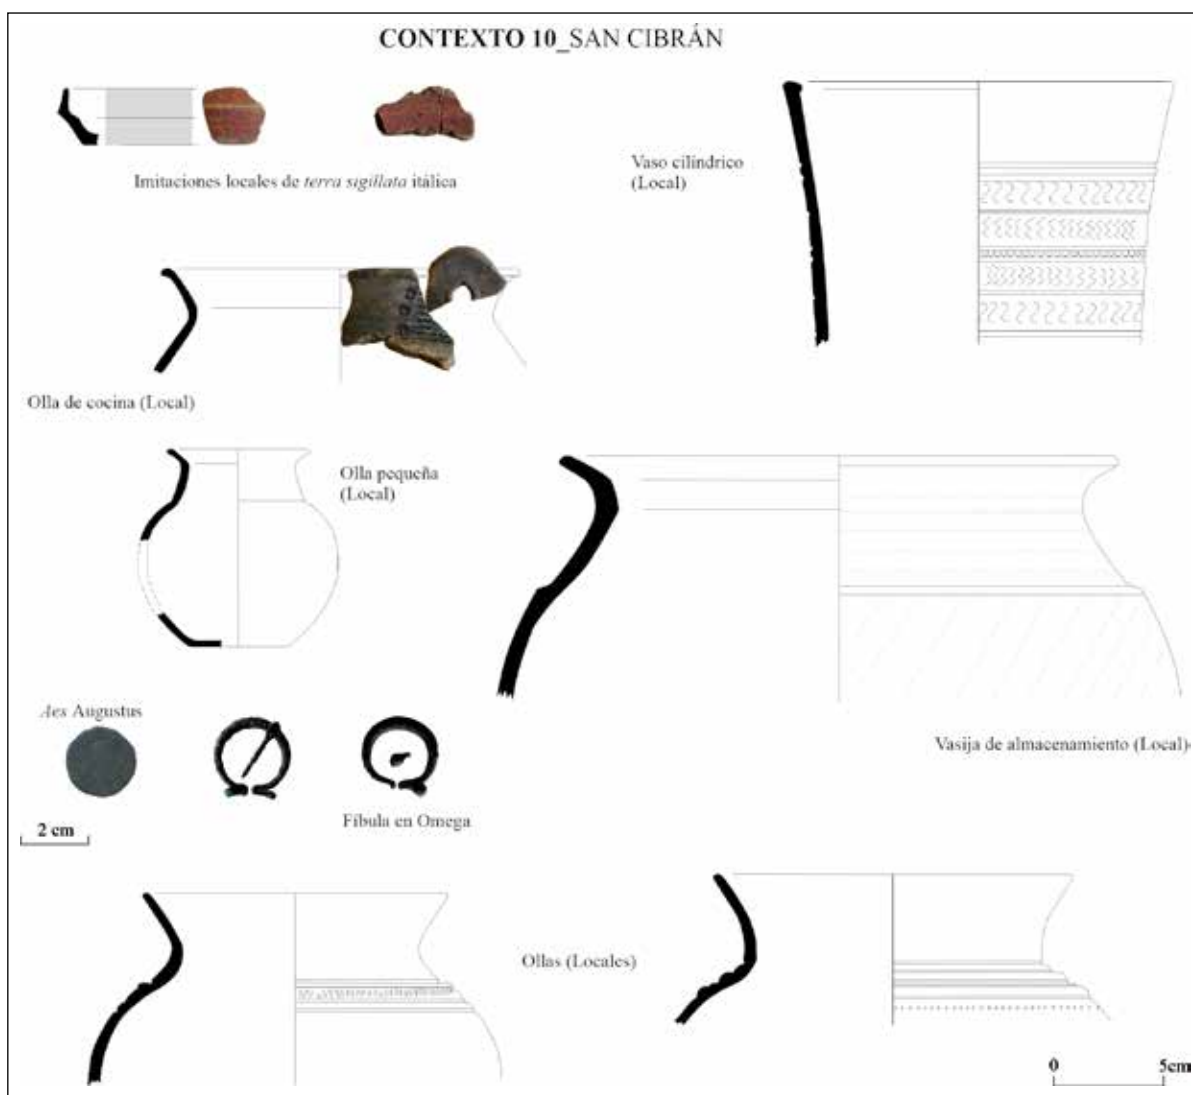 CONTEXTO 10_SAN CIBRÁN
Imitaciones locales de terra sigillata itálica
Vaso cilíndrico
(Local)
Olla de cocina (Local)
Olla pequeña
(Local)
Aes Augustus
Vasija de almacenamiento (Local)
Fíbula en Omega
2 cm
Ollas (Locales)
0 5cm